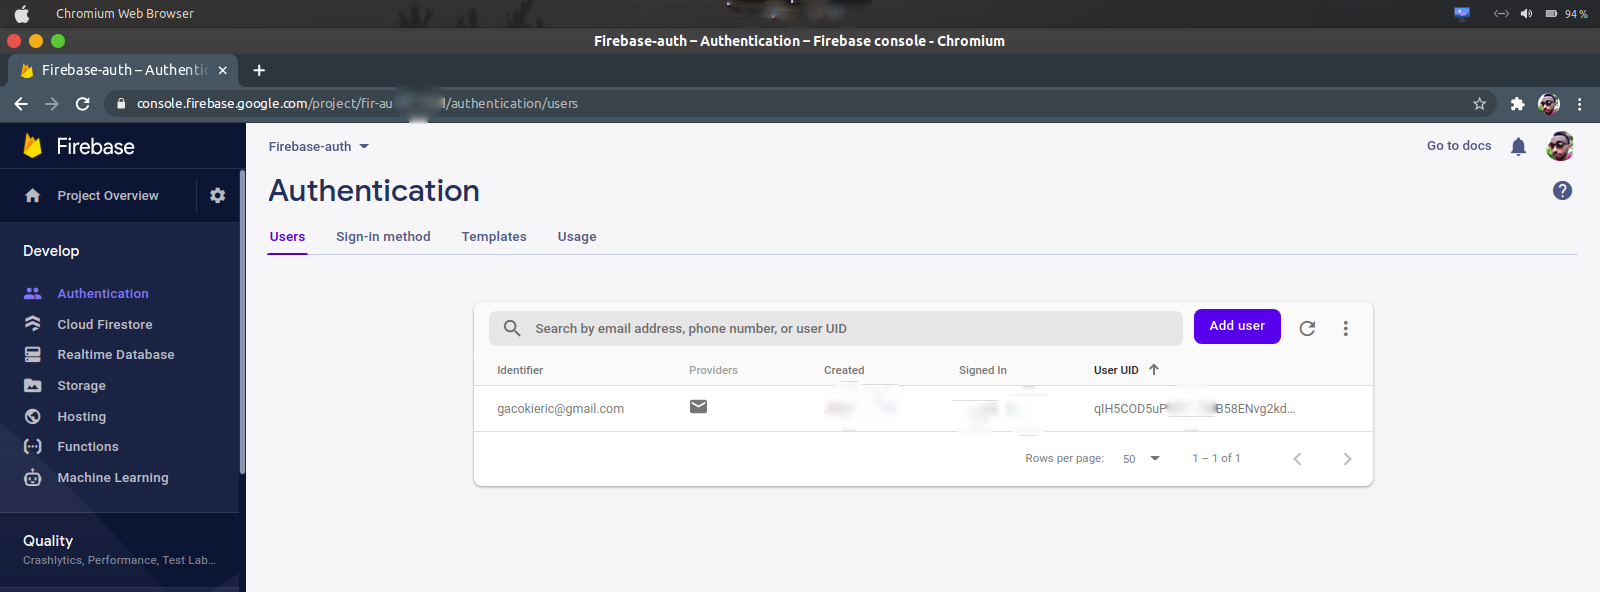 Chromium Web Browser
94 %
Firebase-auth – Authentication – Firebase console - Chromium
Firebase-auth – Authentic
console.firebase.google.com/project/fir-au
/authentication/users
Firebase
Firebase-auth
Go to docs
Project Overview
Authentication
Users
Sign-in method
Templates
Usage
Develop
Authentication
Cloud Firestore
Realtime Database
Storage
Hosting
Functions
Machine Learning
Quality
Crashlytics, Performance, Test Lab...
Search by email address, phone number, or user UID
Add user
Identifier
Providers
Created
Signed In
User UID
gacokieric@gmail.com
qIH5COD5uP
B58ENvg2kd...
Rows per page:
50
1 – 1 of 1